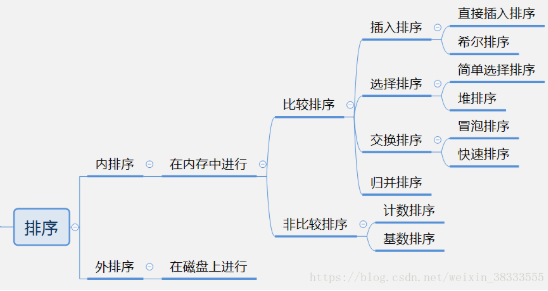 排序
内排序
在内存中进行
比较排序
插入排序
直接插入排序
希尔排序
选择排序
简单选择排序
堆排序
交换排序
冒泡排序
快速排序
归并排序
非比较排序
计数排序
基数排序
外排序
在磁盘上进行
https://blog.csdn.net/weixin_38333555